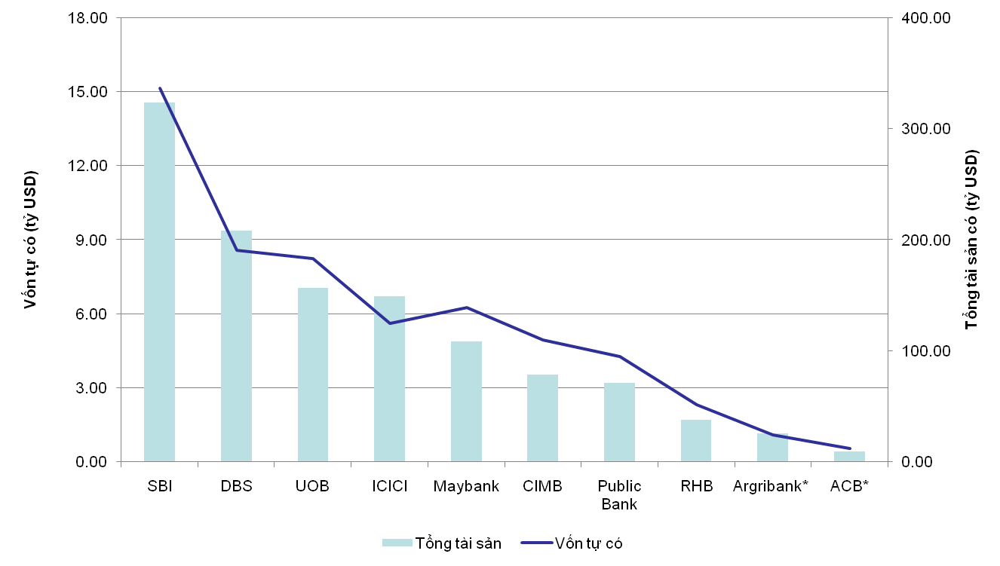 18.00
15.00
12.00
9.00
6.00
3.00
0.00
Vốn tự có (tỷ USD)
400.00
300.00
200.00
100.00
0.00
Tổng tài sản có (tỷ USD)
SBI
DBS
UOB
ICICI
Maybank
CIMB
Public
Bank
RHB
Argribank*
ACB*
Tổng tài sản
Vốn tự có